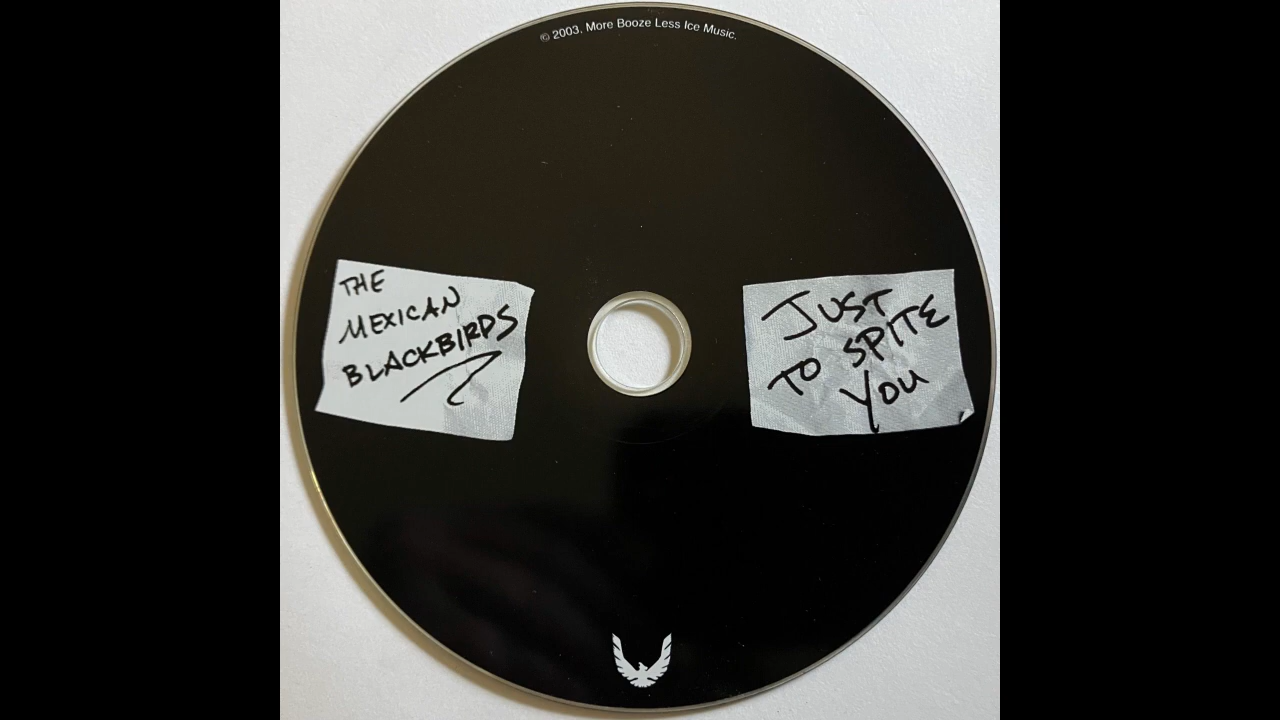 © 2003. More Booze Less Ice Music.
THE
MEXICAN
BLACKBIRDS
JUST
TO SPITE
YOU